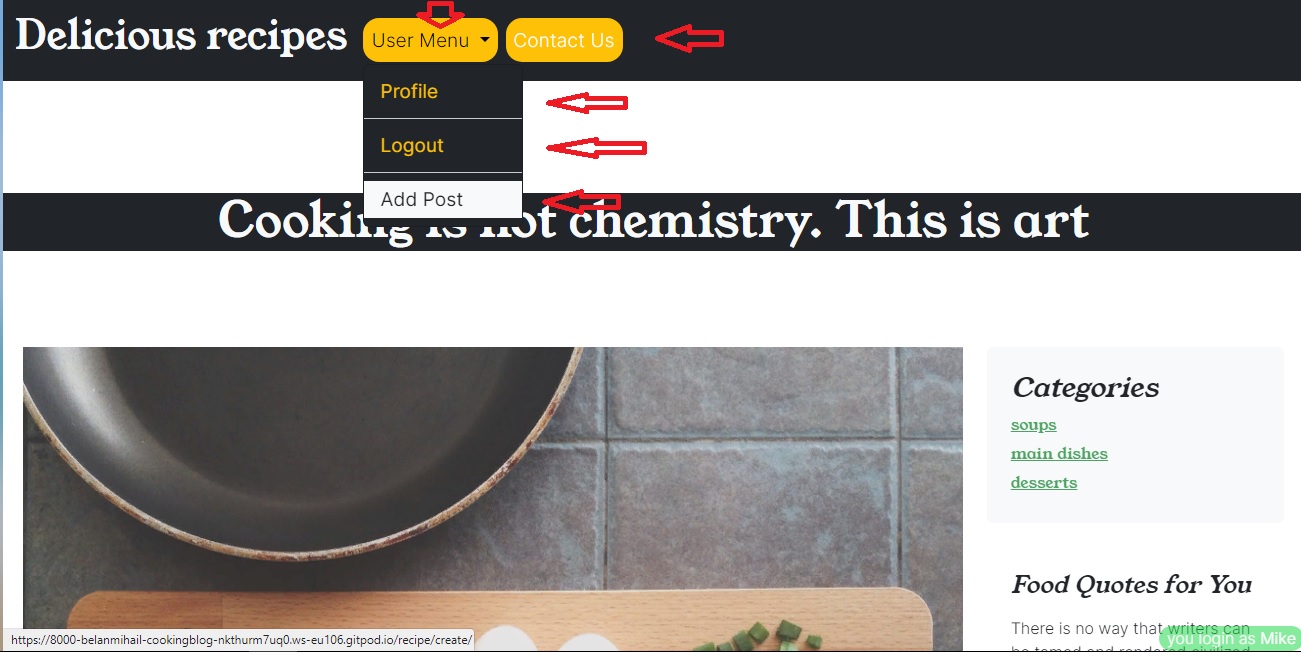 Delicious recipes
User Menu
Contact Us
Profile
Logout
Add Post
Cooking is not chemistry. This is art
Categories
soups
main dishes
desserts
Food Quotes for You
There is no way that writers can
be tamed and rendered civilized
you login as Mike
https://8000-belanmihail-cookingblog-nkthurm7uq0.ws-eu106.gitpod.io/recipe/create/